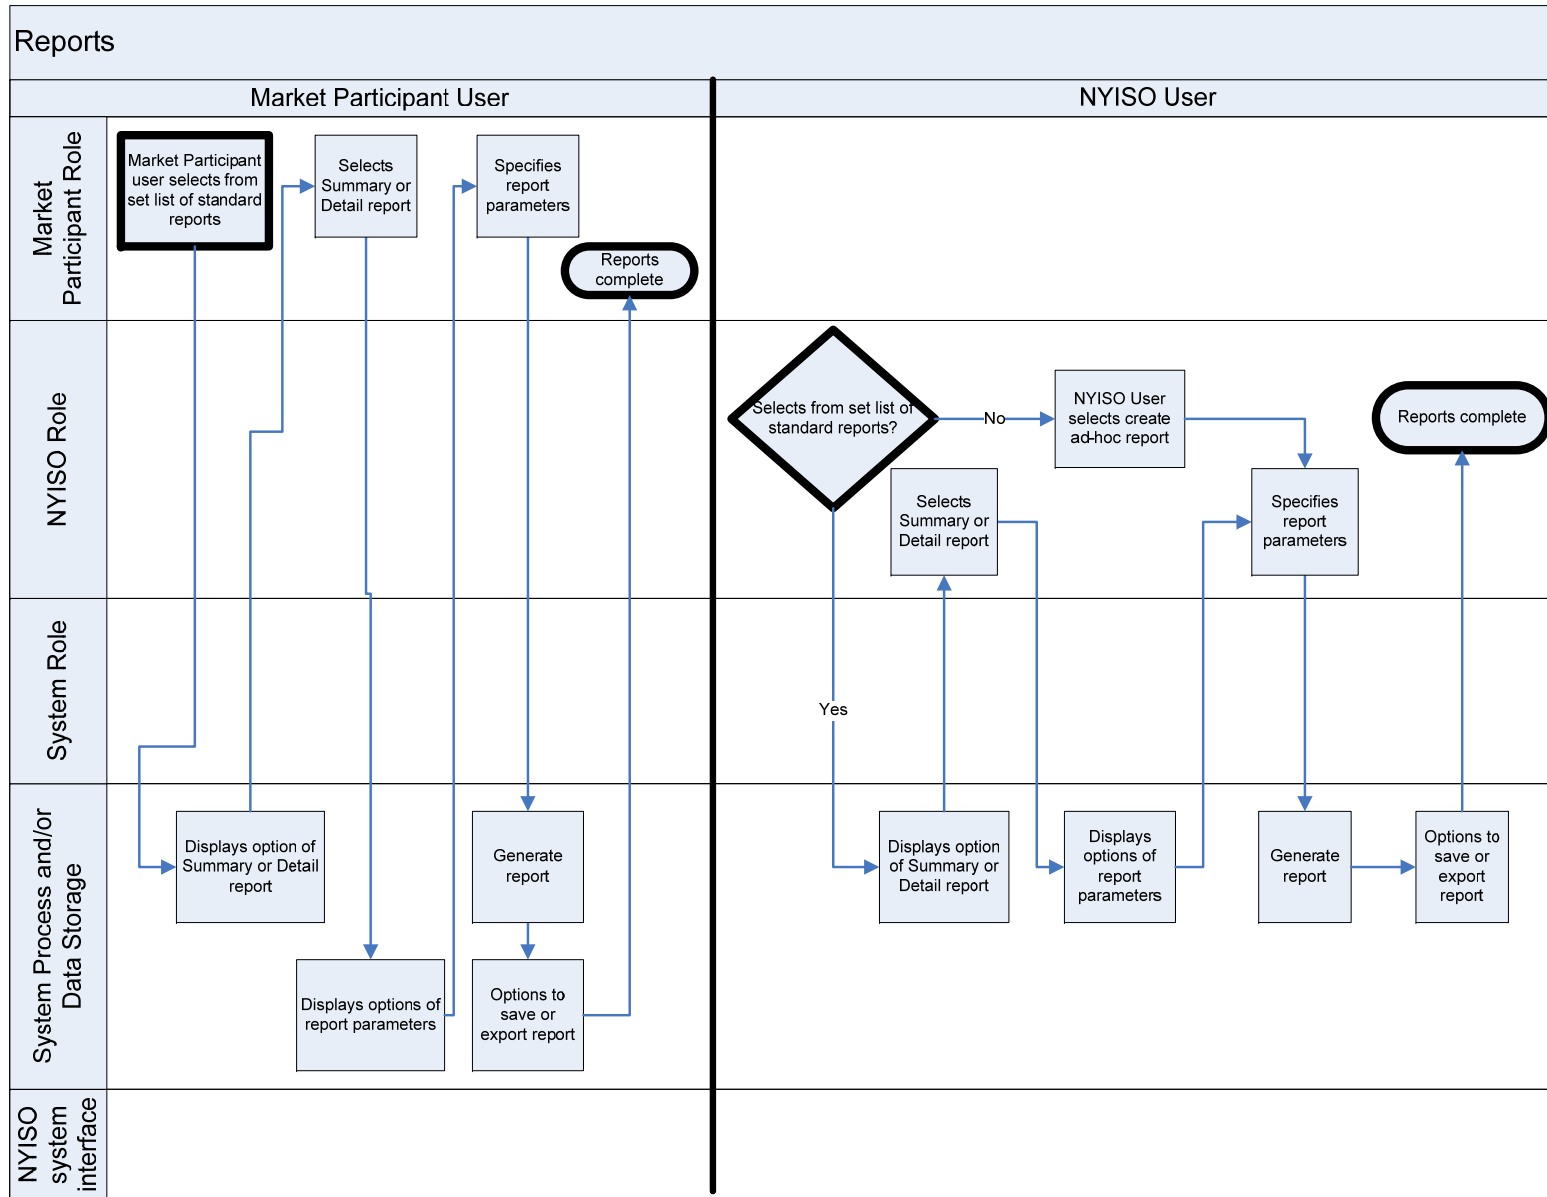 Reports
Market Participant User
NYISO User
Market
Participant Role
Market Participant
user selects from
set list of standard
reports
Selects
Summary or
Detail report
Specifies
report
parameters
Reports
complete
NYISO Role
Selects from set list of
standard reports?
No
NYISO User
selects create
ad-hoc report
Reports complete
Selects
Summary or
Detail report
Specifies
report
parameters
System Role
Yes
System Process and/or
Data Storage
Displays option of
Summary or Detail
report
Generate
report
Displays options of
report parameters
Options to
save or
export report
Displays option
of Summary or
Detail report
Displays
options of
report
parameters
Generate
report
Options to
save or
export
report
NYISO
system
interface